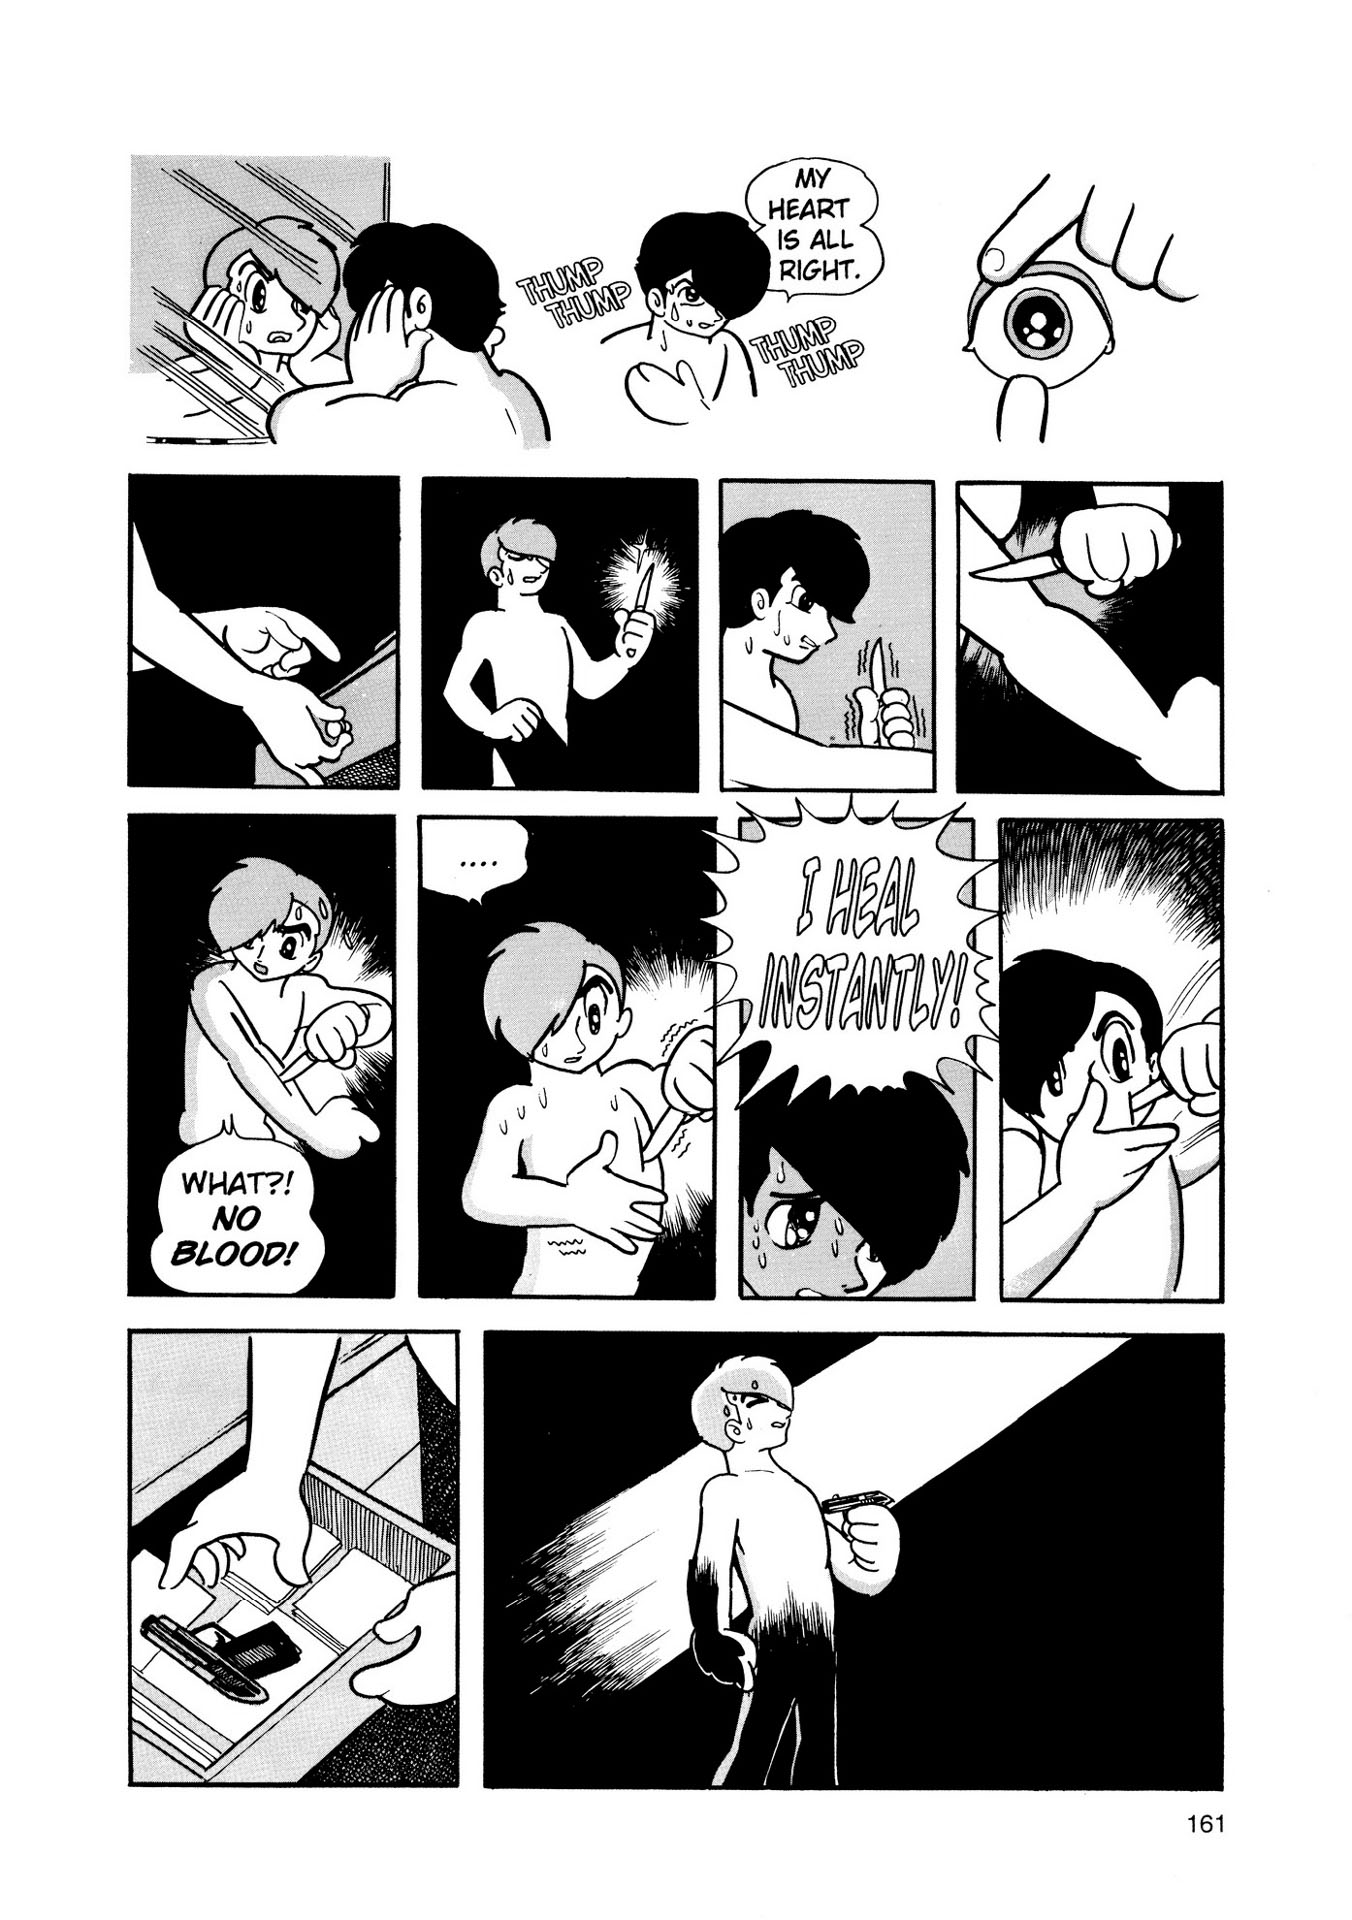 MY
HEART
IS ALL
RIGHT.
THUMP
THUMP
THUMP
THUMP
....
I HEAL
INSTANTLY!
WHAT?!
NO
BLOOD!
161